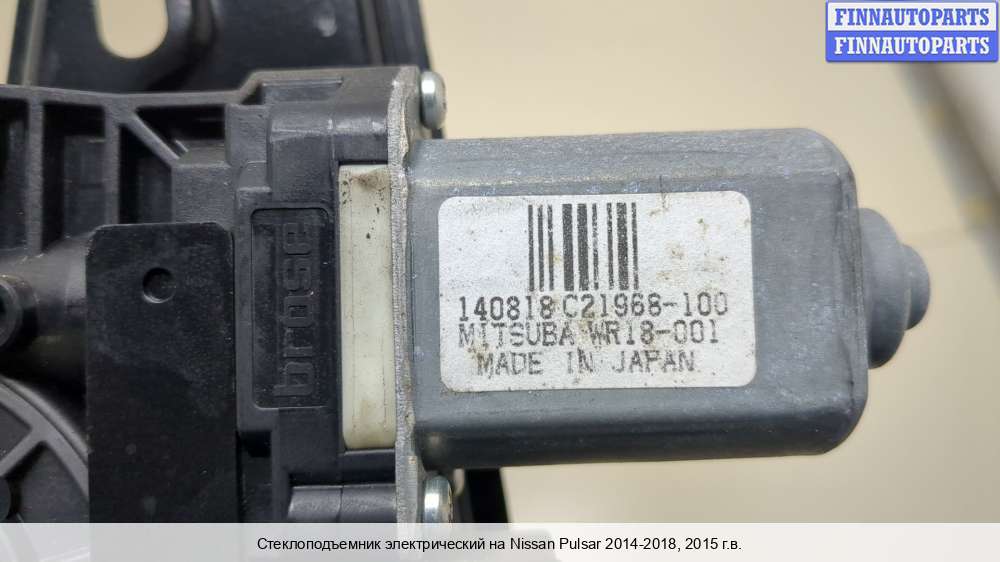 FINNAUTOPARTS
FINNAUTOPARTS
brose
140818 C21968-100
MITSUBA WR18-001
MADE IN JAPAN
Стеклоподъемник электрический на Nissan Pulsar 2014-2018, 2015 г.в.